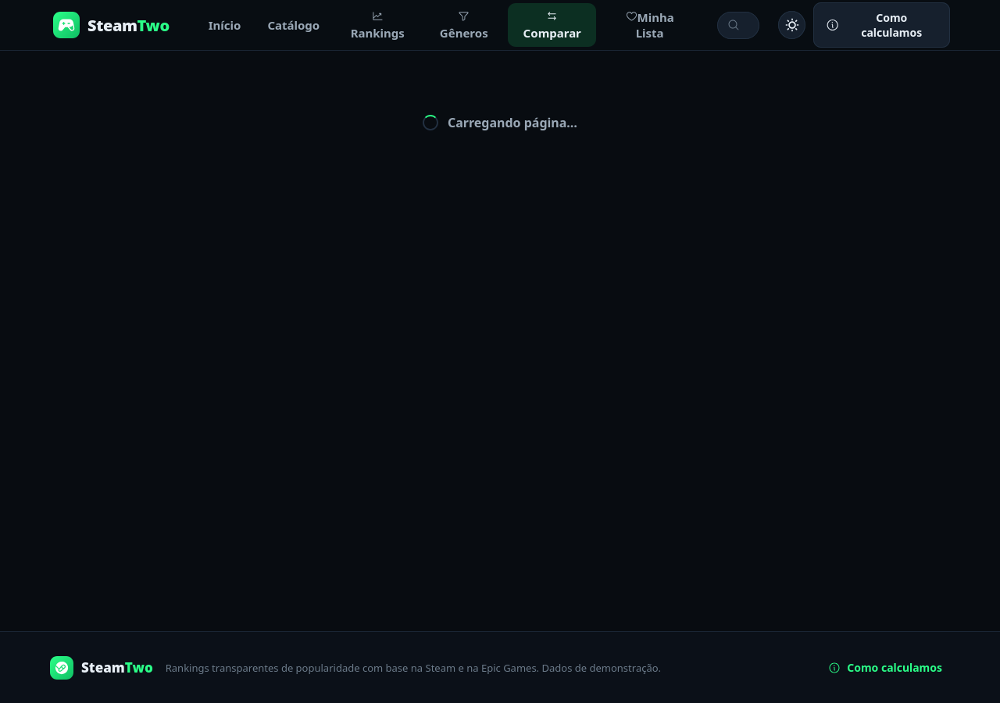 SteamTwo
Início
Catálogo
Rankings
Gêneros
Comparar
Minha
Lista
Como
calculamos
Carregando página...
SteamTwo
Rankings transparentes de popularidade com base na Steam e na Epic Games. Dados de demonstração.
Como calculamos